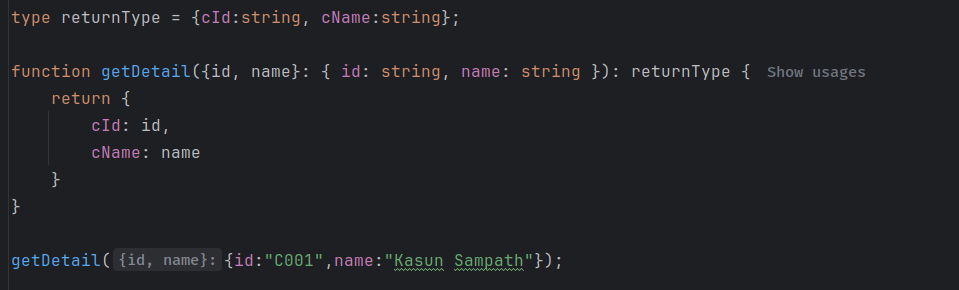 type returnType = {cId:string, cName:string};
function getDetail({id, name}: { id: string, name: string }): returnType {  Show usages
    return {
        cId: id,
        cName: name
    }
}
getDetail( {id, name}: {id:"C001",name:"Kasun Sampath"});